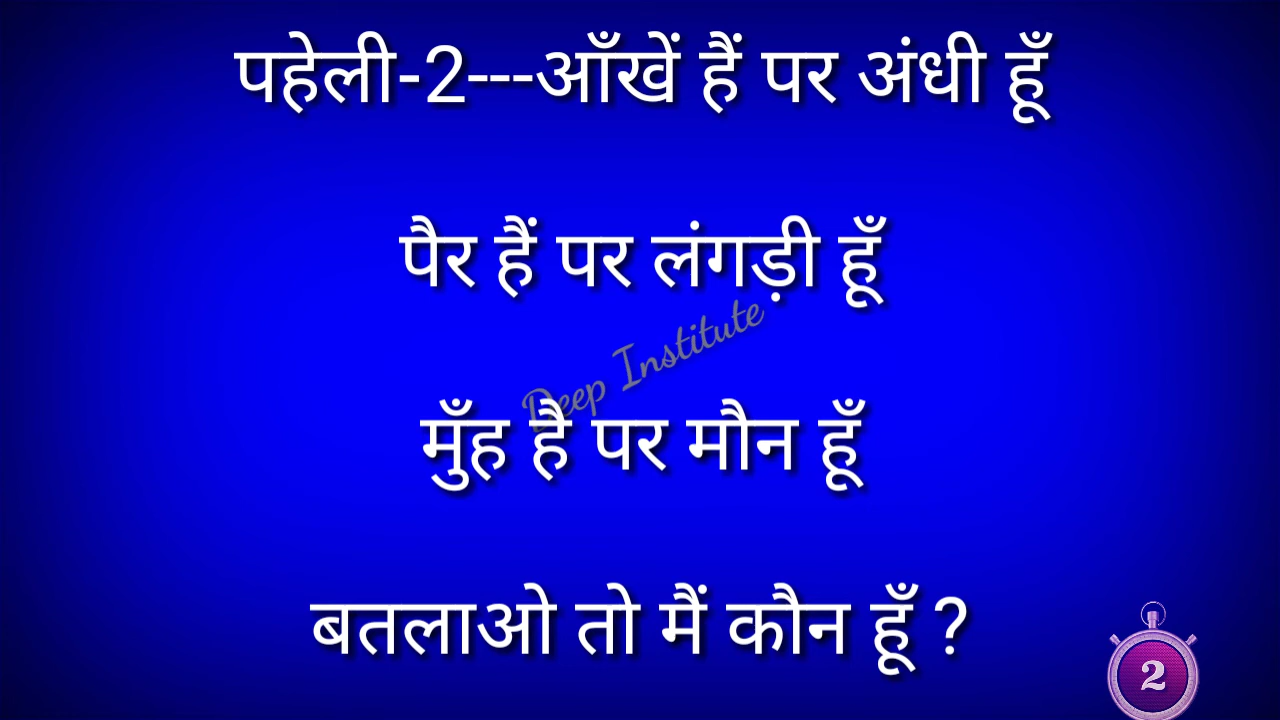 पहेली-2---आँखें हैं पर अंधी हूँ
पैर हैं पर लंगड़ी हूँ
Deep Institute
मुँह है पर मौन हूँ
बतलाओ तो मैं कौन हूँ ?
2